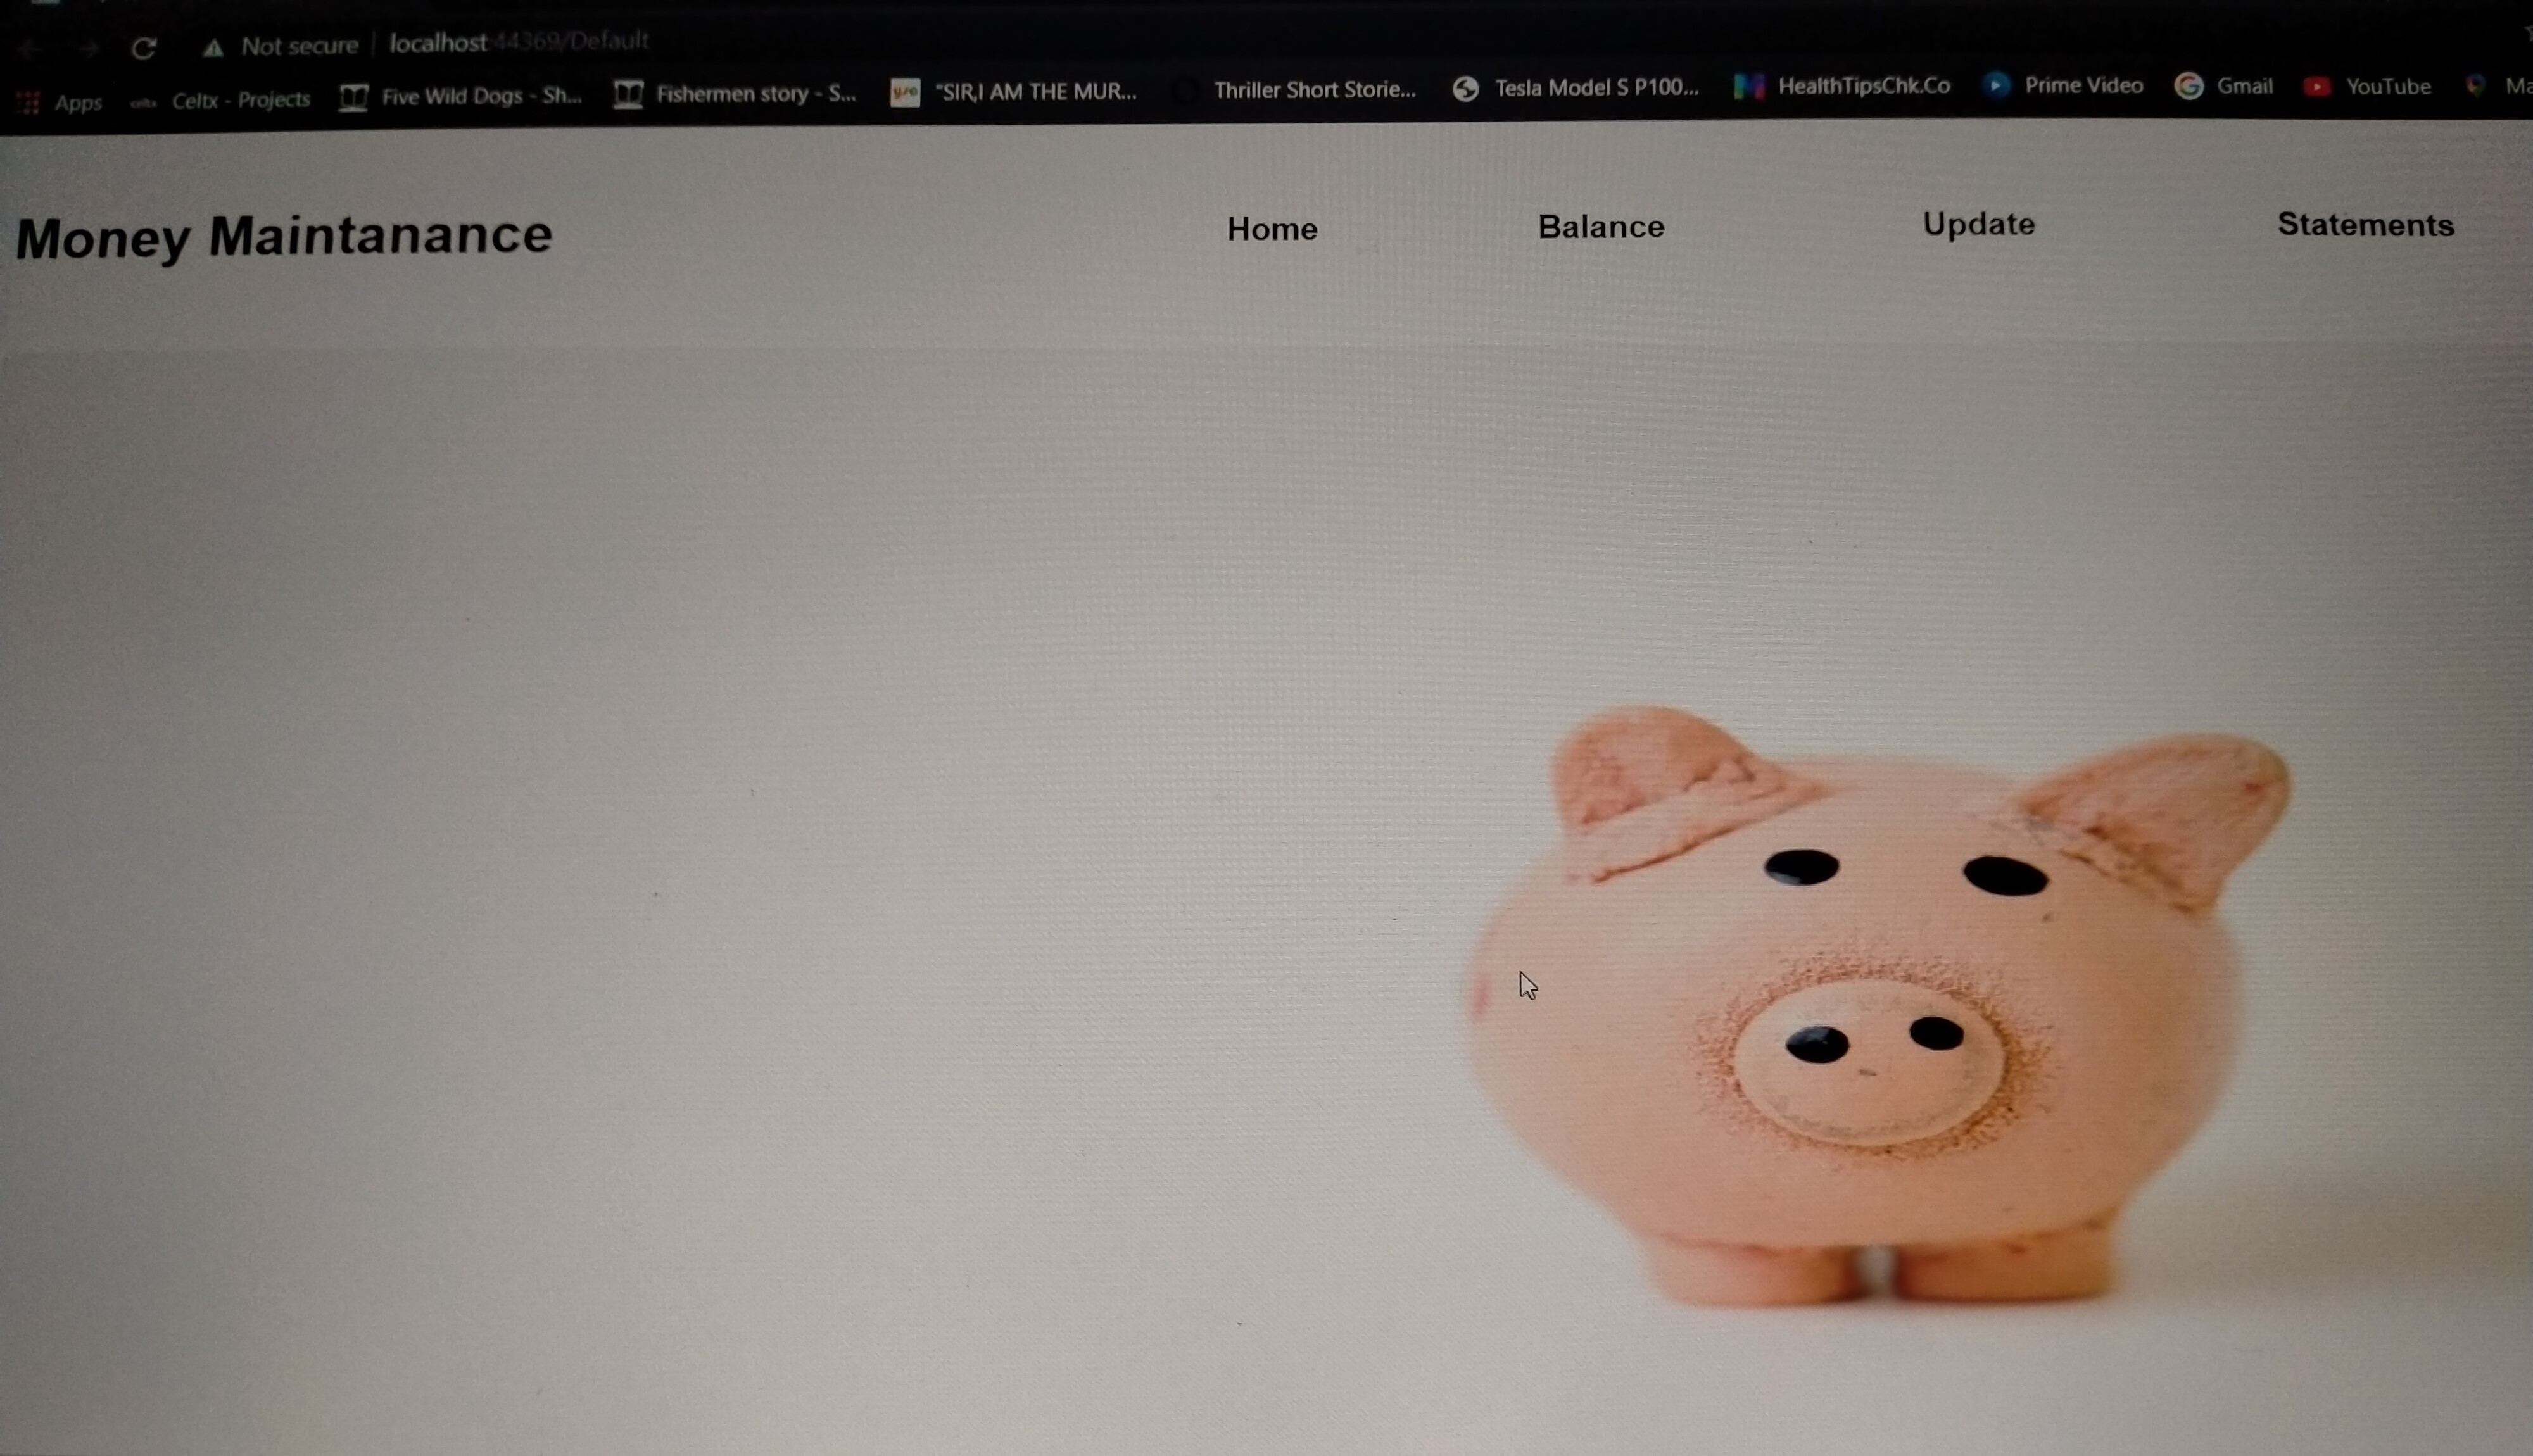 Not secure localhost:44369/Default
Apps Celtx - Projects Five Wild Dogs - Sh... Fishermen story - S... "SIR,I AM THE MUR... Thriller Short Storie... Tesla Model S P100... HealthTipsChk.Co Prime Video Gmail YouTube Ma
Money Maintanance Home Balance Update Statements